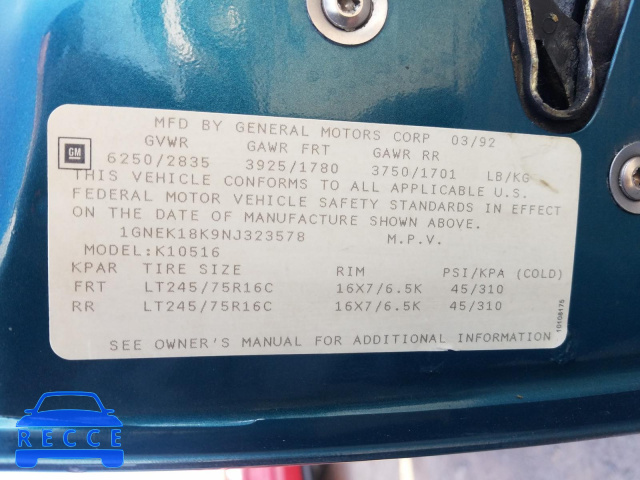 MFD BY GENERAL MOTORS CORP 03/92
GVWR GAWR FRT GAWR RR
GM
6250/2835 3925/1780 3750/1701 LB/KG
THIS VEHICLE CONFORMS TO ALL APPLICABLE U.S.
FEDERAL MOTOR VEHICLE SAFETY STANDARDS IN EFFECT
ON THE DATE OF MANUFACTURE SHOWN ABOVE.
1GNEK18K9NJ323578 M.P.V.
MODEL:K10516
KPAR TIRE SIZE RIM PSI/KPA (COLD)
FRT LT245/75R16C 16X7/6.5K 45/310
RR LT245/75R16C 16X7/6.5K 45/310
SEE OWNER'S MANUAL FOR ADDITIONAL INFORMATION
RECCE